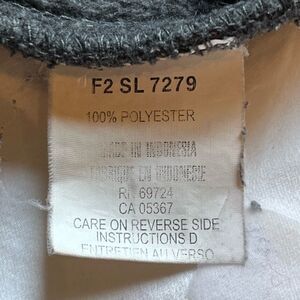 F2 SL 7279
100% POLYESTER
MADE IN INDONESIA
FABRIQUE EN INDONESIE
RN 69724
CA 05367
CARE ON REVERSE SIDE
INSTRUCTIONS D
ENTRETIEN AU VERSO